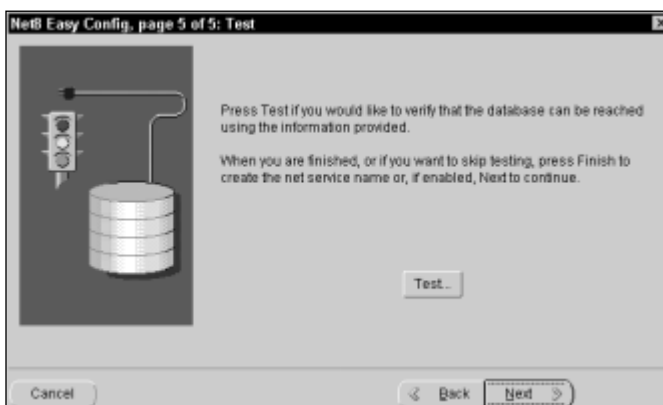 Net8 Easy Config, page 5 of 5: Test
Press Test if you would like to verify that the database can be reached
using the information provided.
When you are finished, or if you want to skip testing, press Finish to
create the net service name or, if enabled, Next to continue.
Test...
Cancel
Back
Next